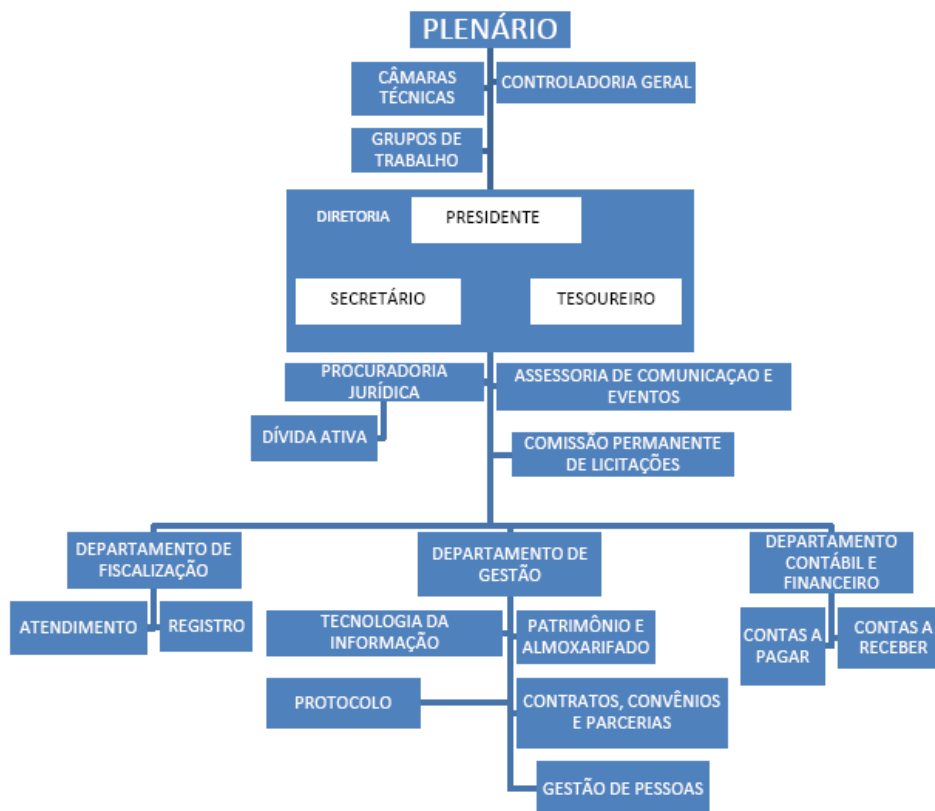 PLENÁRIO
CÂMARAS
TÉCNICAS
CONTROLADORIA GERAL
GRUPOS DE
TRABALHO
DIRETORIA
PRESIDENTE
SECRETÁRIO
TESOUREIRO
PROCURADORIA
JURÍDICA
ASSESSORIA DE COMUNICAÇAO E
EVENTOS
DÍVIDA ATIVA
COMISSÃO PERMANENTE
DE LICITAÇÕES
DEPARTAMENTO DE
FISCALIZAÇÃO
DEPARTAMENTO DE
GESTÃO
DEPARTAMENTO
CONTÁBIL E
FINANCEIRO
ATENDIMENTO
REGISTRO
TECNOLOGIA DA
INFORMAÇÃO
PATRIMÔNIO E
ALMOXARIFADO
CONTAS A
PAGAR
CONTAS A
RECEBER
PROTOCOLO
CONTRATOS, CONVÊNIOS
E PARCERIAS
GESTÃO DE PESSOAS